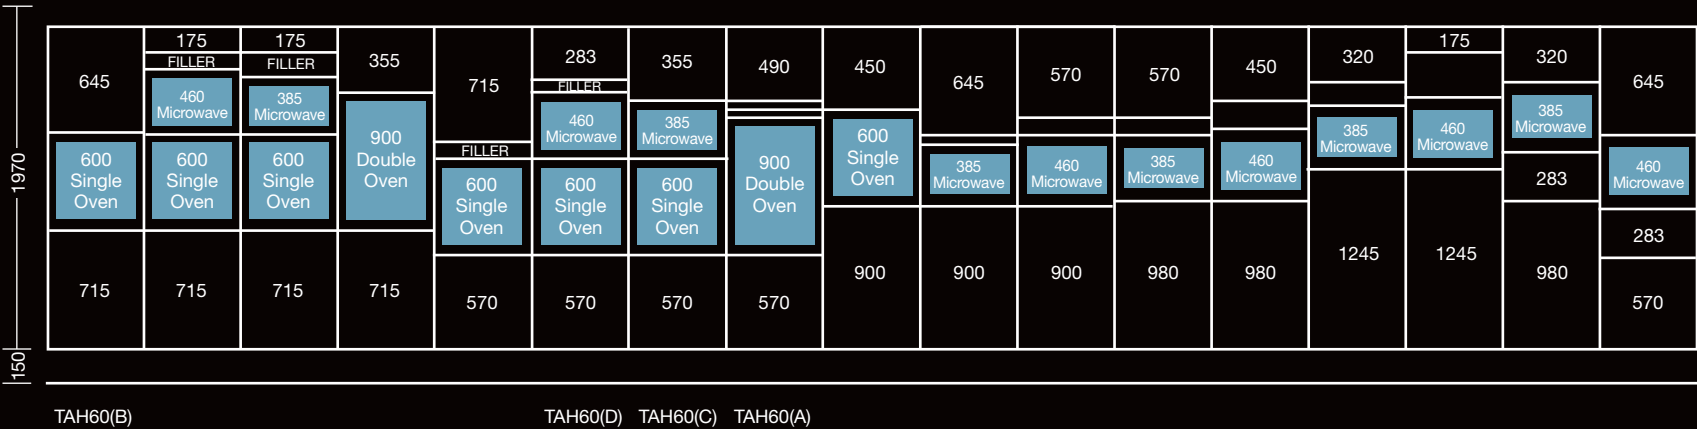 1970
150
645
600
Single
Oven
715
TAH60(B)
175
FILLER
460
Microwave
600
Single
Oven
715
175
FILLER
385
Microwave
600
Single
Oven
715
355
900
Double
Oven
715
715
FILLER
600
Single
Oven
570
283
FILLER
460
Microwave
600
Single
Oven
570
TAH60(D)
355
385
Microwave
600
Single
Oven
570
TAH60(C)
490
900
Double
Oven
570
TAH60(A)
450
600
Single
Oven
900
645
385
Microwave
900
570
460
Microwave
900
570
385
Microwave
980
450
460
Microwave
980
320
385
Microwave
1245
175
460
Microwave
1245
320
385
Microwave
283
980
645
460
Microwave
283
570